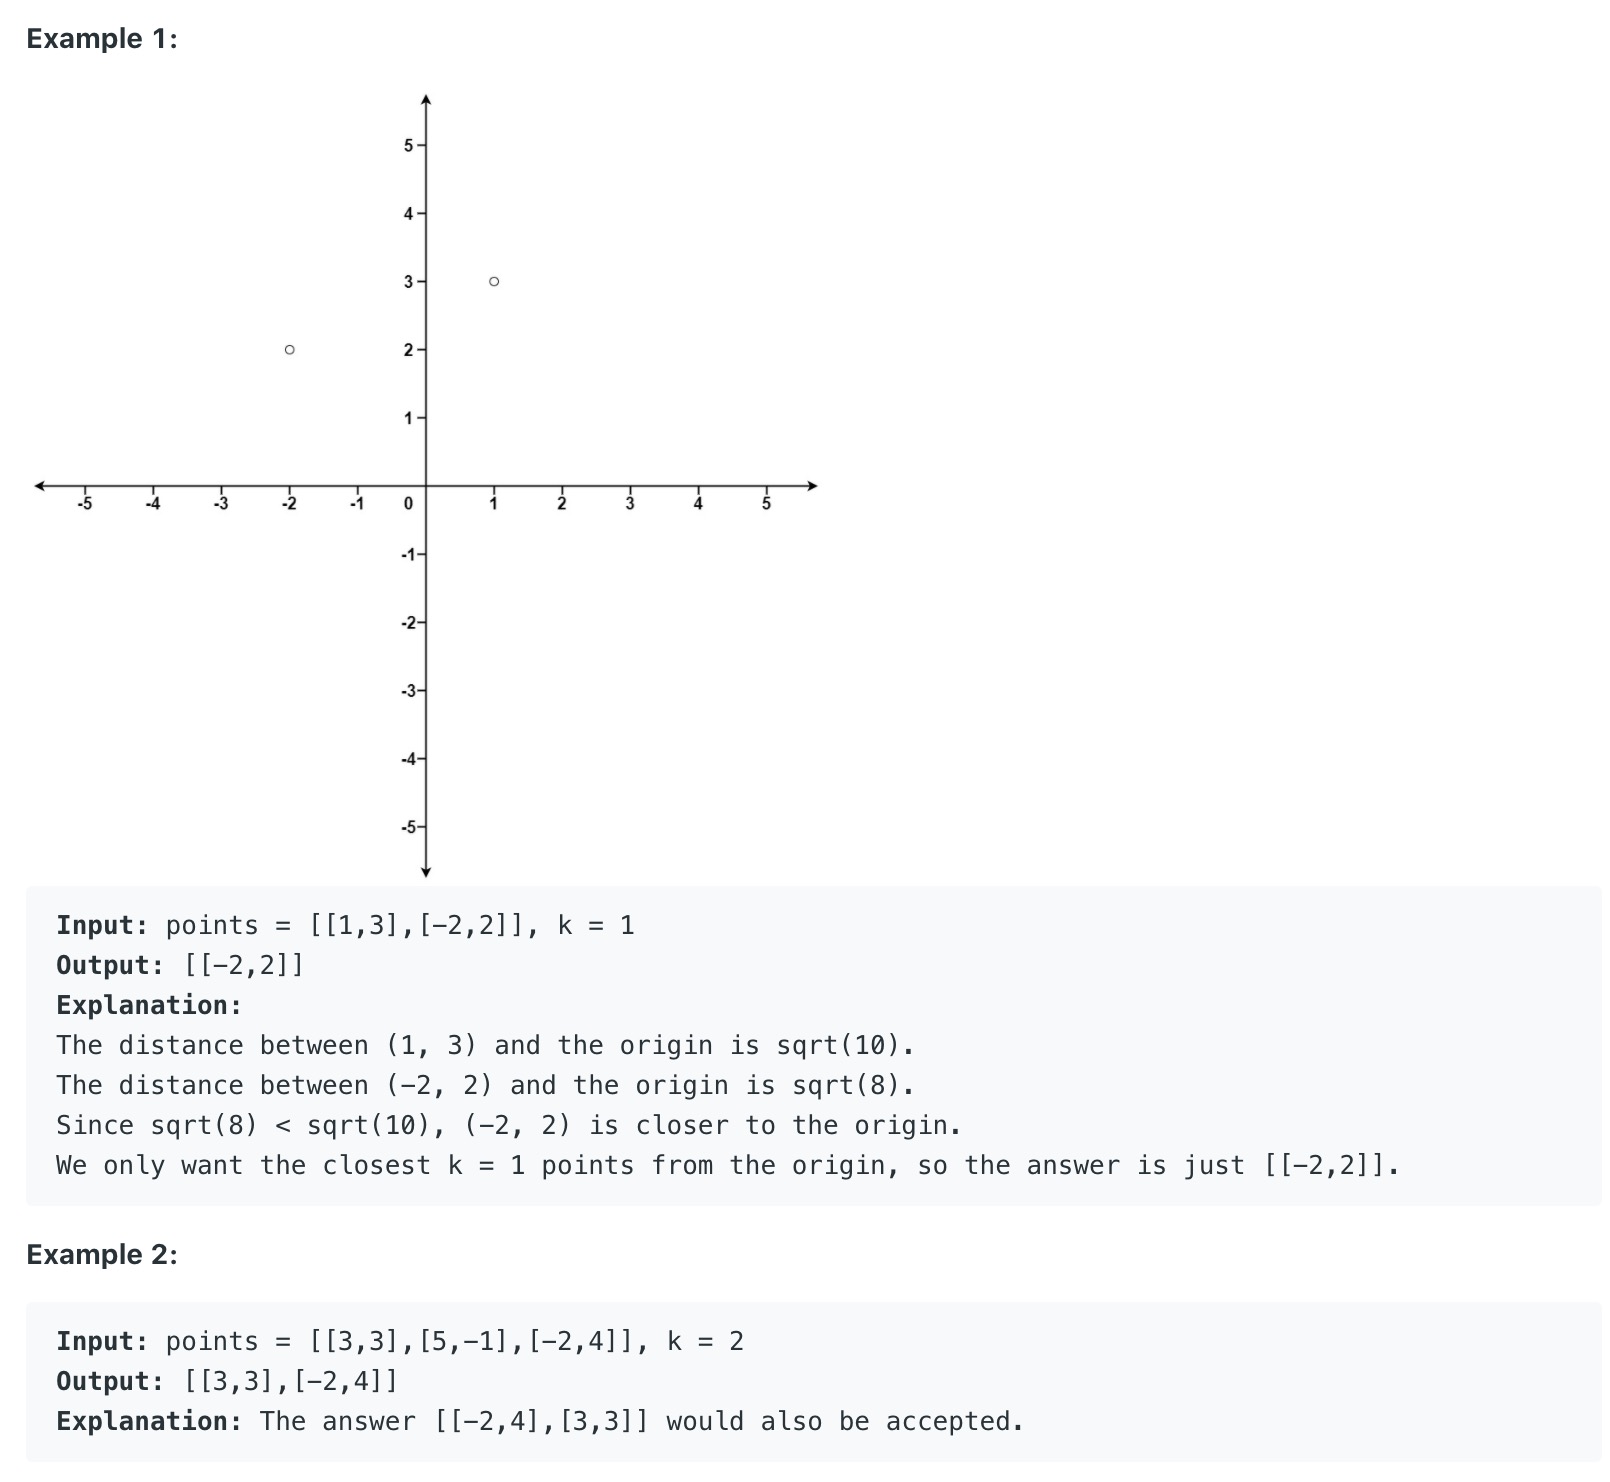 Example 1:
5
4
3
2
1
-5 -4 -3 -2 -1 0 1 2 3 4 5
-1
-2
-3
-4
-5
Input: points = [[1,3],[−2,2]], k = 1
Output: [[−2,2]]
Explanation:
The distance between (1, 3) and the origin is sqrt(10).
The distance between (−2, 2) and the origin is sqrt(8).
Since sqrt(8) < sqrt(10), (−2, 2) is closer to the origin.
We only want the closest k = 1 points from the origin, so the answer is just [[−2,2]].
Example 2:
Input: points = [[3,3],[5,−1],[−2,4]], k = 2
Output: [[3,3],[−2,4]]
Explanation: The answer [[−2,4],[3,3]] would also be accepted.